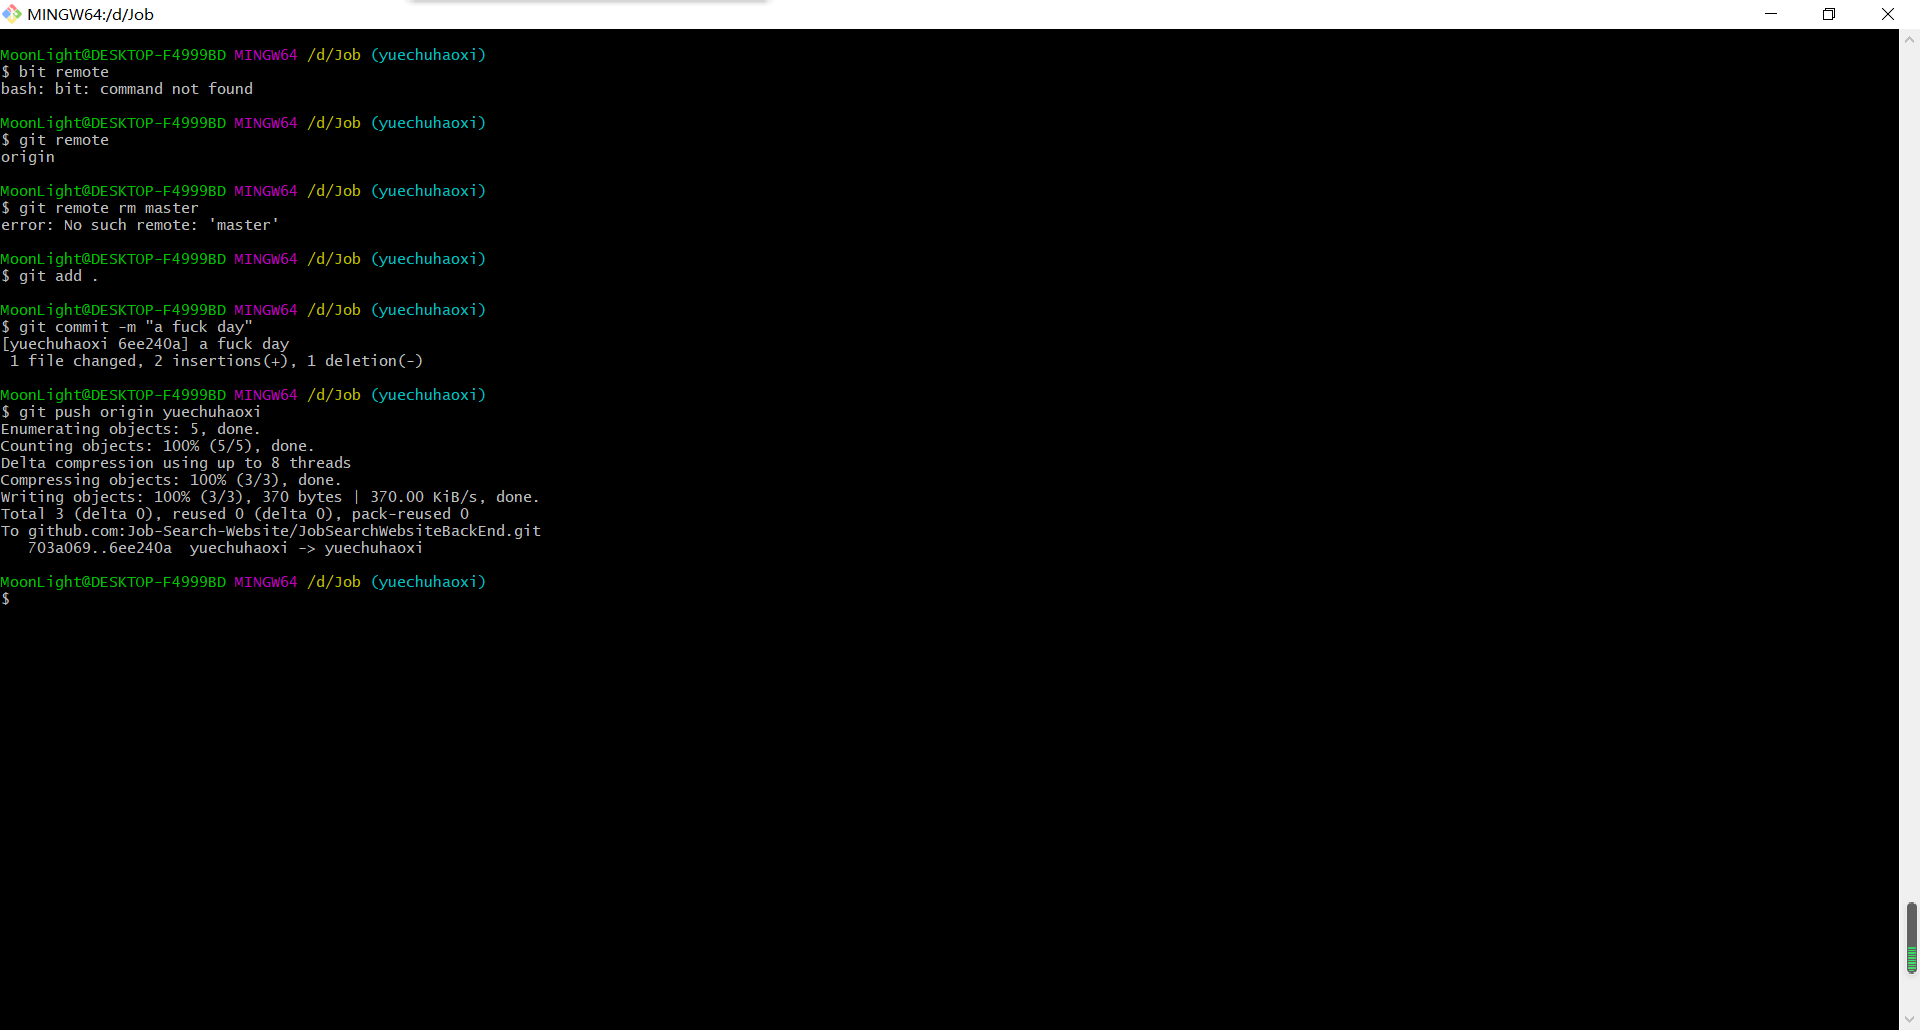 MINGW64:/d/Job
MoonLight@DESKTOP-F4999BD MINGW64 /d/Job (yuechuhaoxi)
$ bit remote
bash: bit: command not found
MoonLight@DESKTOP-F4999BD MINGW64 /d/Job (yuechuhaoxi)
$ git remote
origin
MoonLight@DESKTOP-F4999BD MINGW64 /d/Job (yuechuhaoxi)
$ git remote rm master
error: No such remote: 'master'
MoonLight@DESKTOP-F4999BD MINGW64 /d/Job (yuechuhaoxi)
$ git add .
MoonLight@DESKTOP-F4999BD MINGW64 /d/Job (yuechuhaoxi)
$ git commit -m "a fuck day"
[yuechuhaoxi 6ee240a] a fuck day
 1 file changed, 2 insertions(+), 1 deletion(-)
MoonLight@DESKTOP-F4999BD MINGW64 /d/Job (yuechuhaoxi)
$ git push origin yuechuhaoxi
Enumerating objects: 5, done.
Counting objects: 100% (5/5), done.
Delta compression using up to 8 threads
Compressing objects: 100% (3/3), done.
Writing objects: 100% (3/3), 370 bytes | 370.00 KiB/s, done.
Total 3 (delta 0), reused 0 (delta 0), pack-reused 0
To github.com:Job-Search-Website/JobSearchWebsiteBackEnd.git
   703a069..6ee240a  yuechuhaoxi -> yuechuhaoxi
MoonLight@DESKTOP-F4999BD MINGW64 /d/Job (yuechuhaoxi)
$